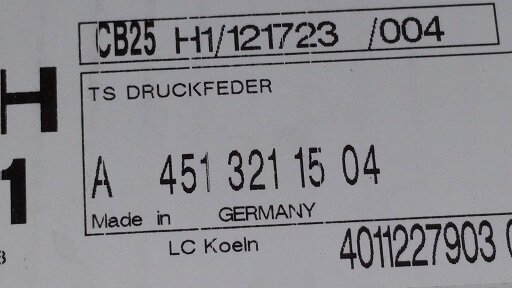 CB25 H1/121723 /004
H
TS DRUCKFEDER
A 451 321 15 04
1
Made in GERMANY
LC Koeln
4011227903